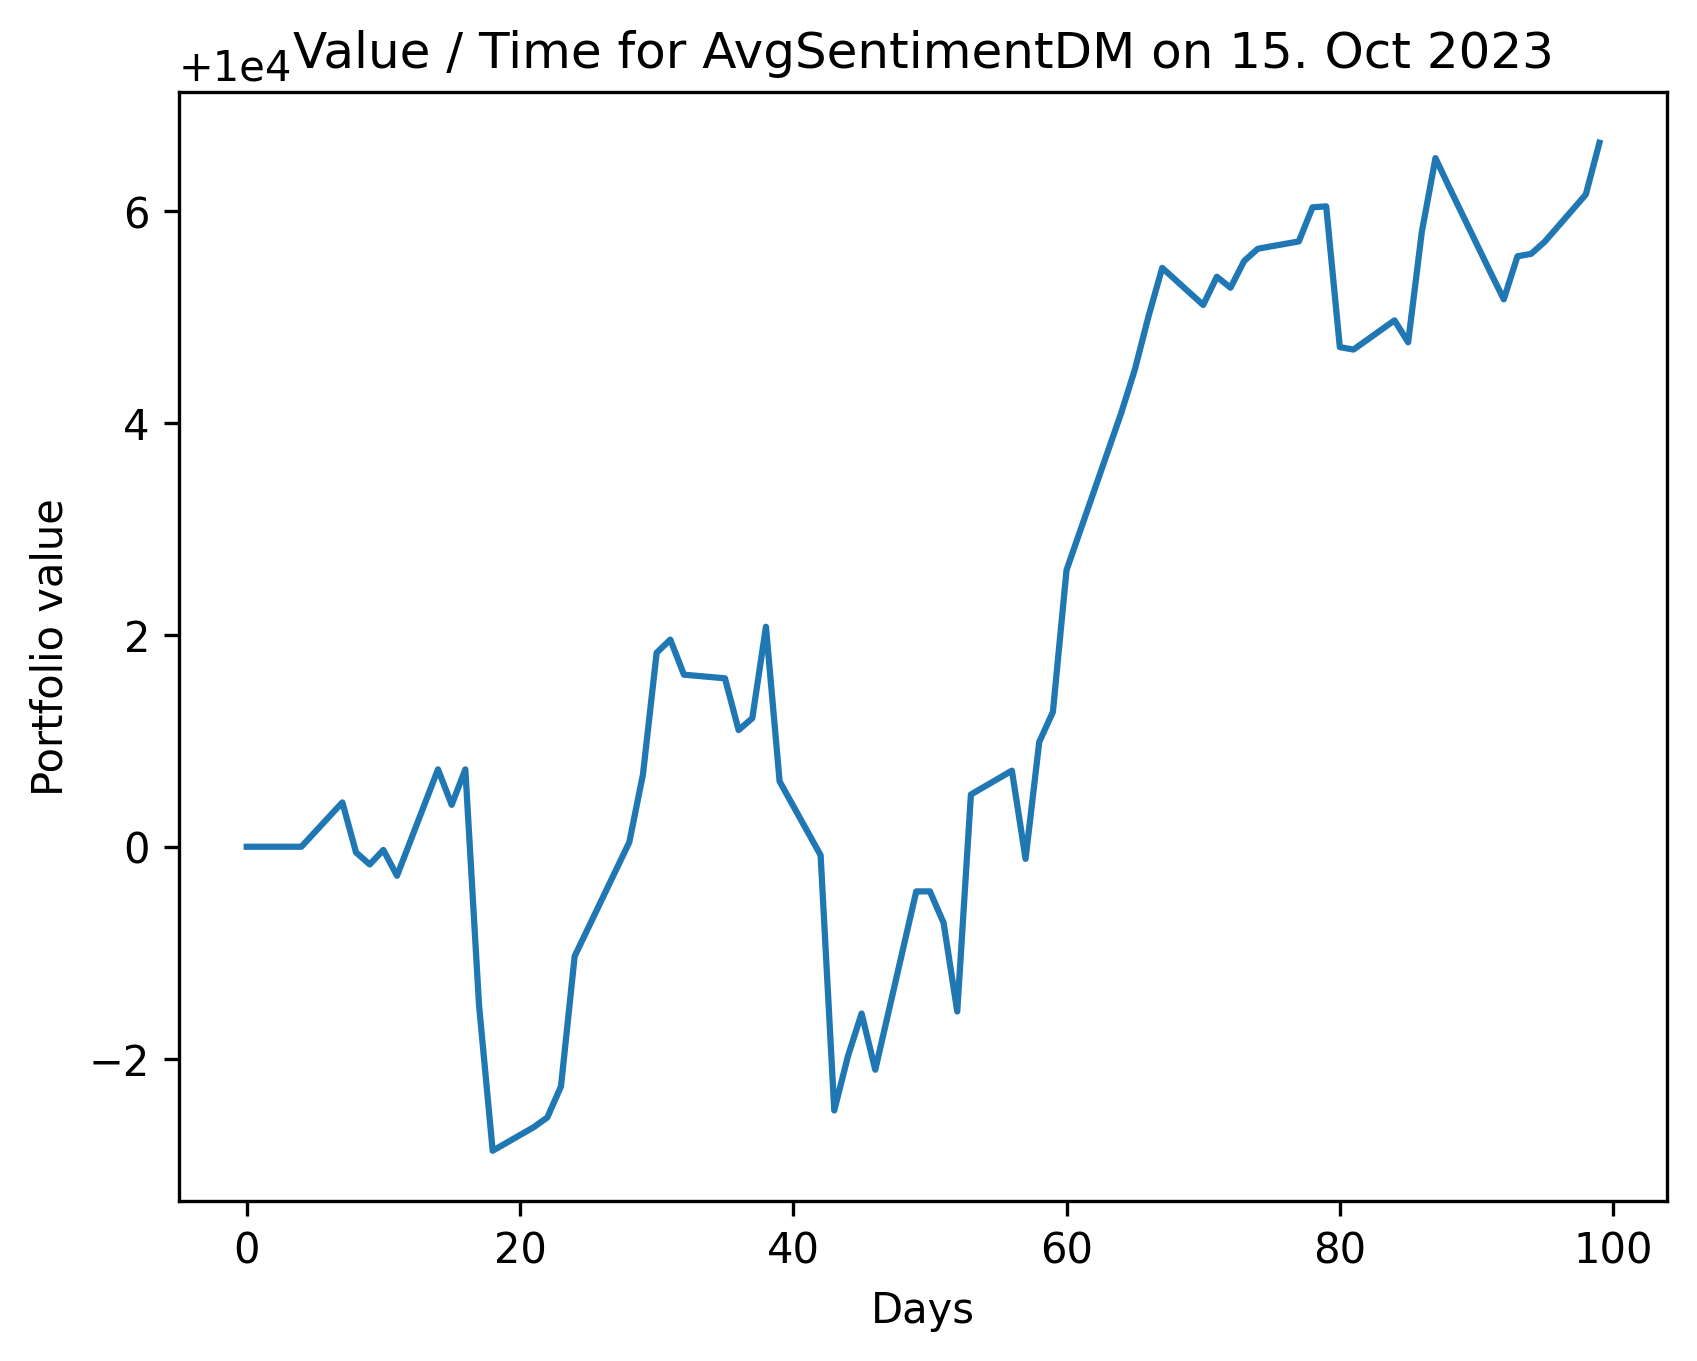 Value / Time for AvgSentimentDM on 15. Oct 2023
+1e4
6
4
2
0
−2
Portfolio value
0 20 40 60 80 100
Days